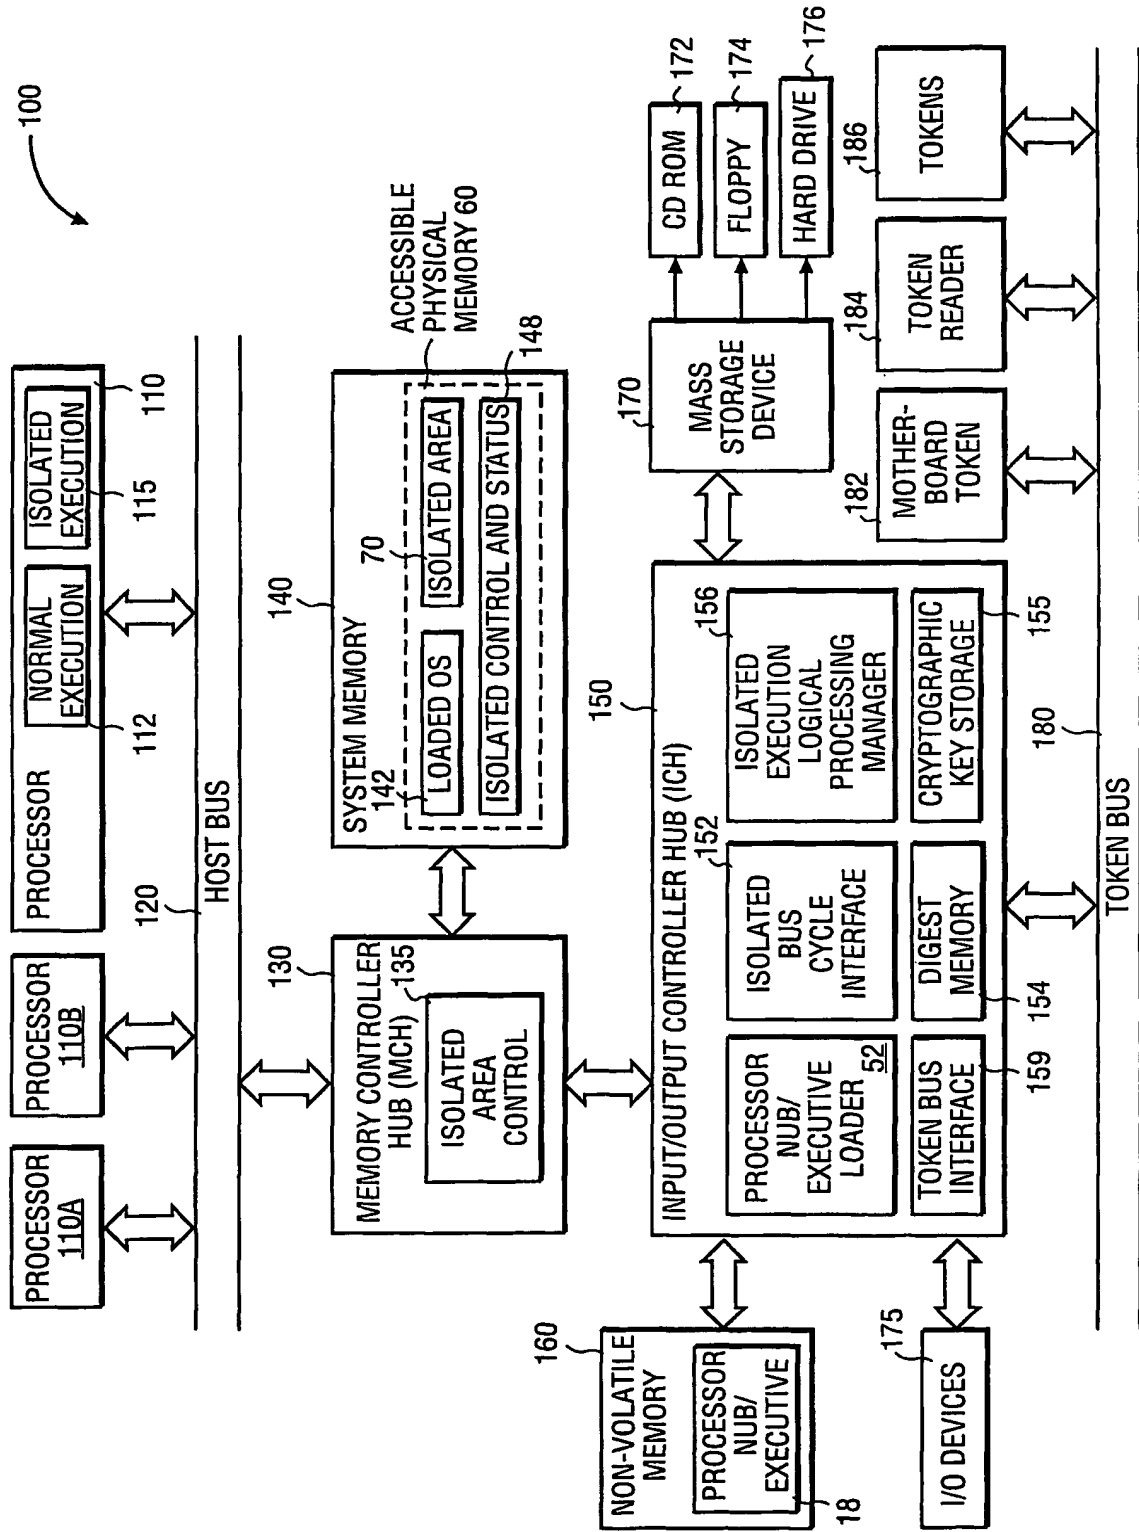 100
PROCESSOR
110A
PROCESSOR
110B
PROCESSOR
NORMAL
EXECUTION
112
ISOLATED
EXECUTION
115
110
120
HOST BUS
130
MEMORY CONTROLLER
HUB (MCH)
135
ISOLATED
AREA
CONTROL
140
SYSTEM MEMORY
142
LOADED OS
70
ISOLATED AREA
ISOLATED CONTROL AND STATUS
148
ACCESSIBLE
PHYSICAL
MEMORY 60
160
NON-VOLATILE
MEMORY
PROCESSOR
NUB/
EXECUTIVE
18
150
INPUT/OUTPUT CONTROLLER HUB (ICH)
PROCESSOR
NUB/
EXECUTIVE
LOADER
52
152
ISOLATED
BUS
CYCLE
INTERFACE
156
ISOLATED
EXECUTION
LOGICAL
PROCESSING
MANAGER
TOKEN BUS
INTERFACE
159
DIGEST
MEMORY
154
CRYPTOGRAPHIC
KEY STORAGE
155
170
MASS
STORAGE
DEVICE
CD ROM
172
FLOPPY
174
HARD DRIVE
176
175
I/O DEVICES
182
MOTHER-
BOARD
TOKEN
184
TOKEN
READER
186
TOKENS
180
TOKEN BUS